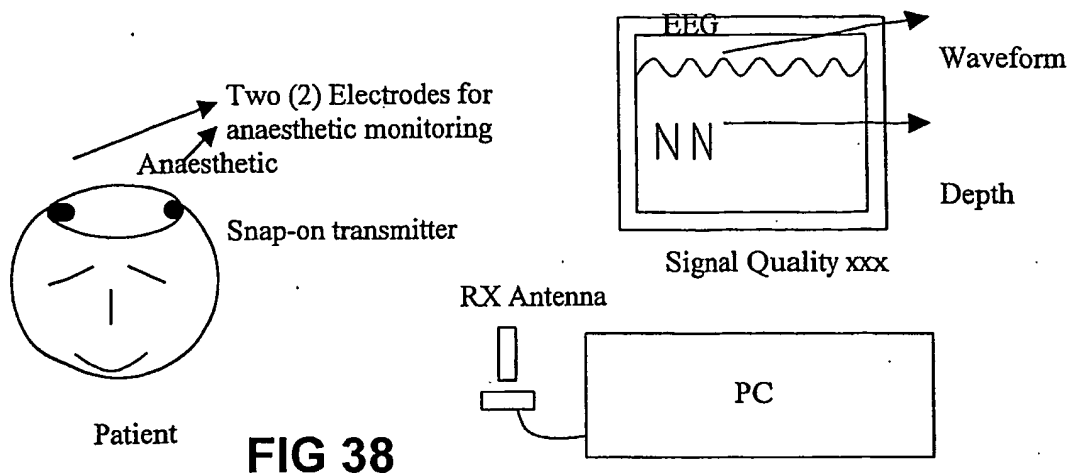 EEG
Waveform
Two (2) Electrodes for
anaesthetic monitoring
Anaesthetic
NN
Depth
Snap-on transmitter
Signal Quality xxx
RX Antenna
PC
Patient
FIG 38